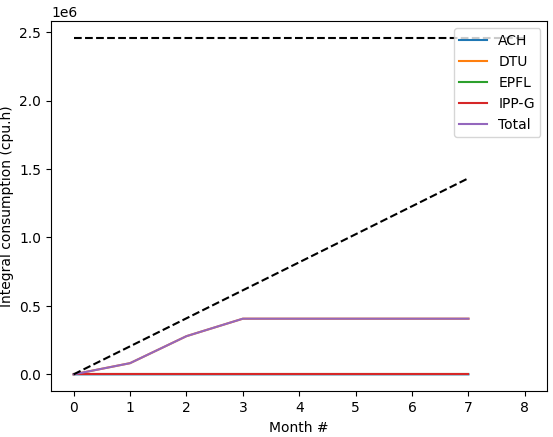 1e6
2.5
2.0
1.5
1.0
0.5
0.0
Integral consumption (cpu.h)
ACH
DTU
EPFL
IPP-G
Total
0 1 2 3 4 5 6 7 8
Month #